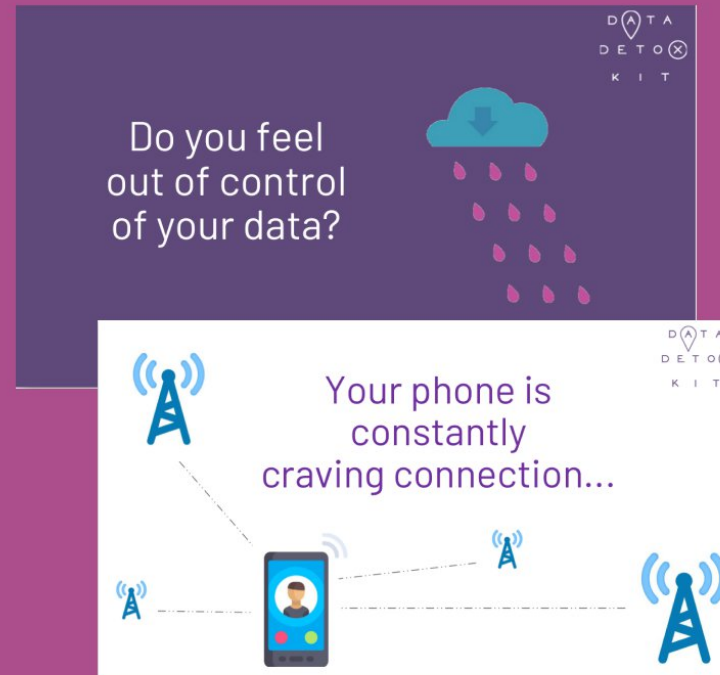 DATA
DETOX
KIT
Do you feel
out of control
of your data?
DATA
DETOX
KIT
Your phone is
constantly
craving connection...